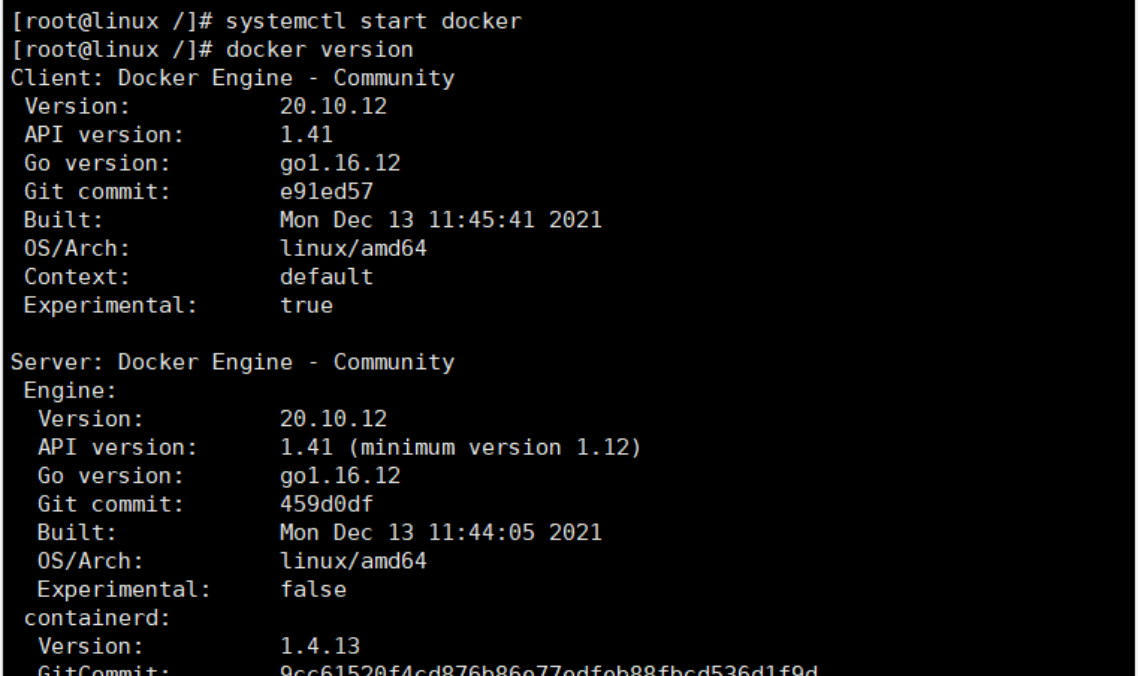 [root@linux /]# systemctl start docker
[root@linux /]# docker version
Client: Docker Engine - Community
 Version:           20.10.12
 API version:       1.41
 Go version:        go1.16.12
 Git commit:        e91ed57
 Built:             Mon Dec 13 11:45:41 2021
 OS/Arch:           linux/amd64
 Context:           default
 Experimental:      true

Server: Docker Engine - Community
 Engine:
  Version:          20.10.12
  API version:      1.41 (minimum version 1.12)
  Go version:       go1.16.12
  Git commit:       459d0df
  Built:            Mon Dec 13 11:44:05 2021
  OS/Arch:          linux/amd64
  Experimental:     false
 containerd:
  Version:          1.4.13
  GitCommit: